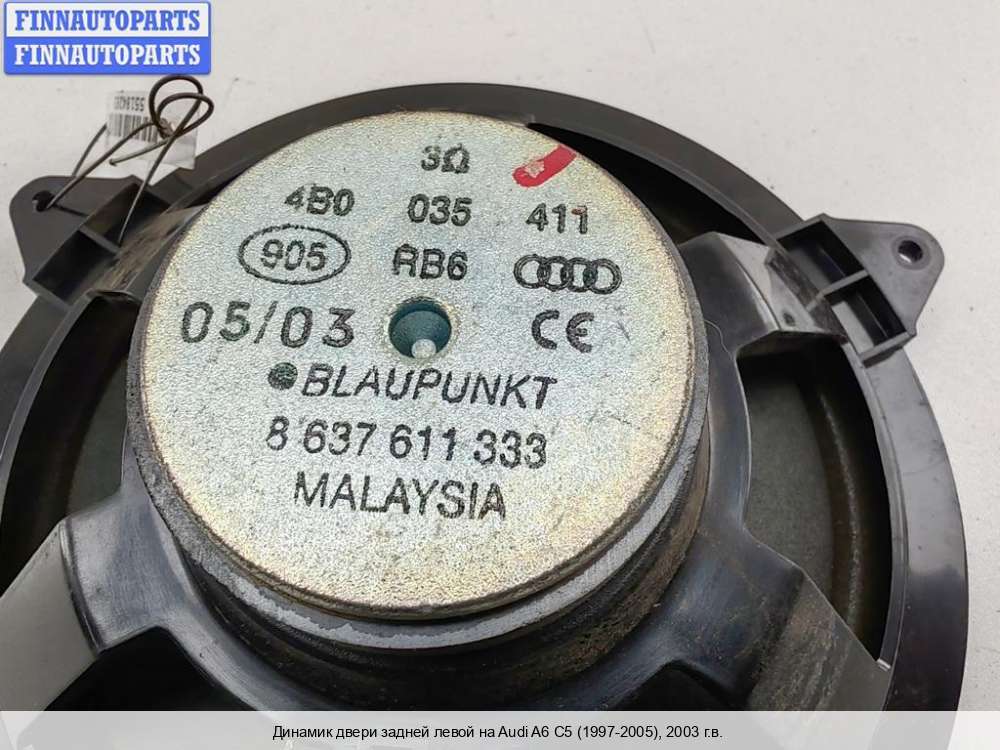 FINNAUTOPARTS
FINNAUTOPARTS
3Ω
4B0 035 411
905 RB6
05/03 CE
BLAUPUNKT
8 637 611 333
MALAYSIA
Динамик двери задней левой на Audi A6 C5 (1997-2005), 2003 г.в.